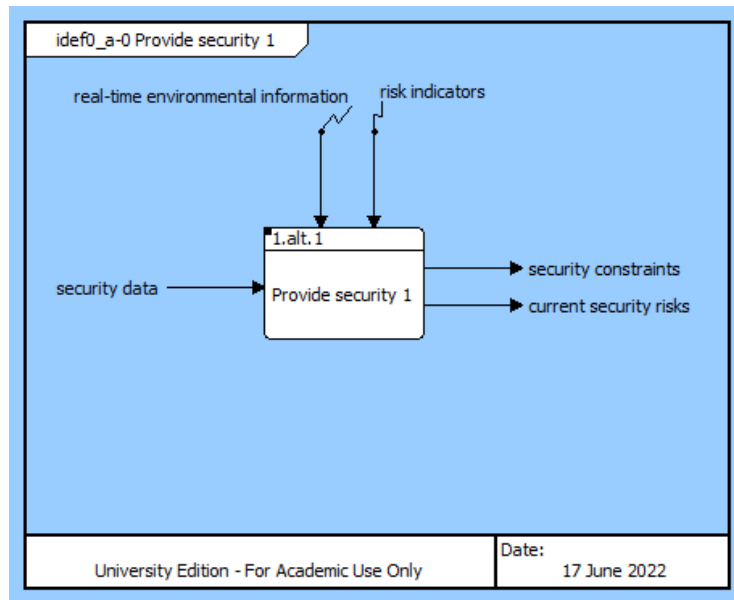 idef0_a-0 Provide security 1
real-time environmental information
risk indicators
1.alt.1
security data
Provide security 1
security constraints
current security risks
University Edition - For Academic Use Only
Date:
17 June 2022